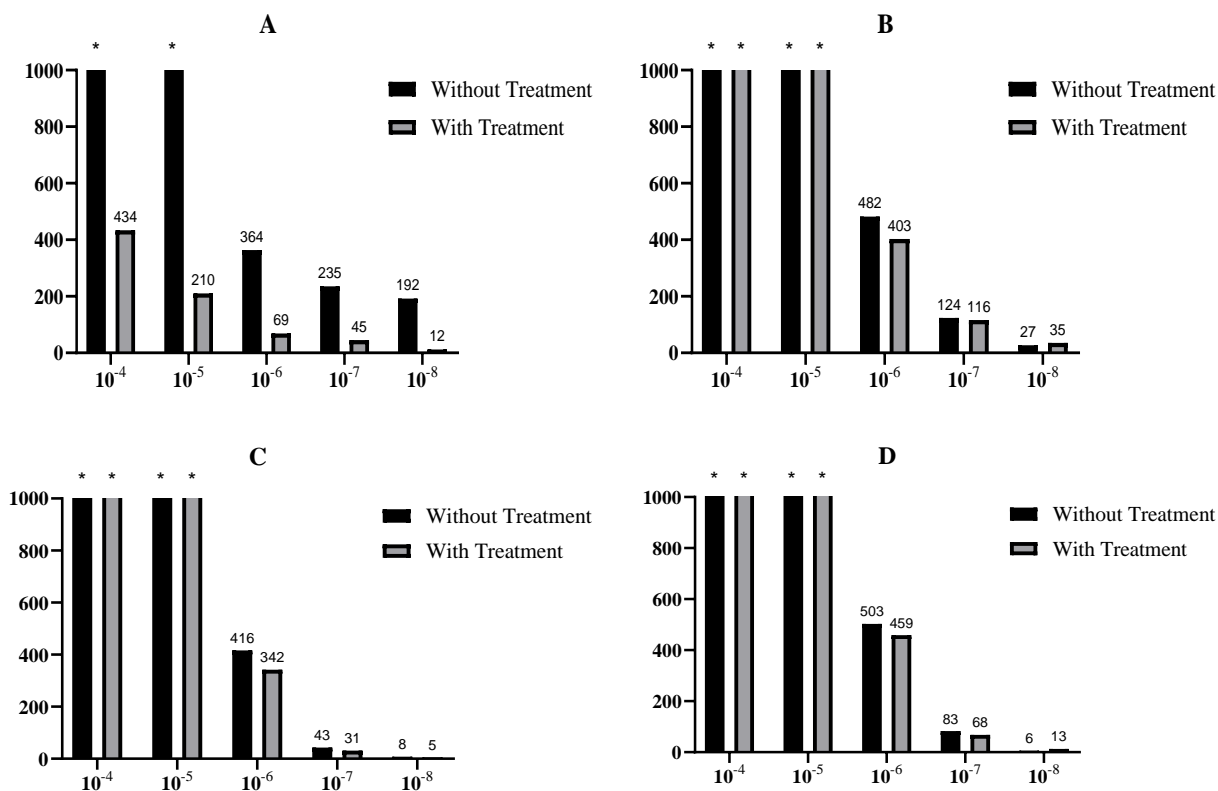 A
* *
1000
800
600
400
200
0
434
210
364
69
235
45
192
12
Without Treatment
With Treatment
10-4 10-5 10-6 10-7 10-8
B
* * * *
1000
800
600
400
200
0
482
403
124
116
27
35
Without Treatment
With Treatment
10-4 10-5 10-6 10-7 10-8
C
* * * *
1000
800
600
400
200
0
416
342
43
31
8
5
Without Treatment
With Treatment
10-4 10-5 10-6 10-7 10-8
D
* * * *
1000
800
600
400
200
0
503
459
83
68
6
13
Without Treatment
With Treatment
10-4 10-5 10-6 10-7 10-8